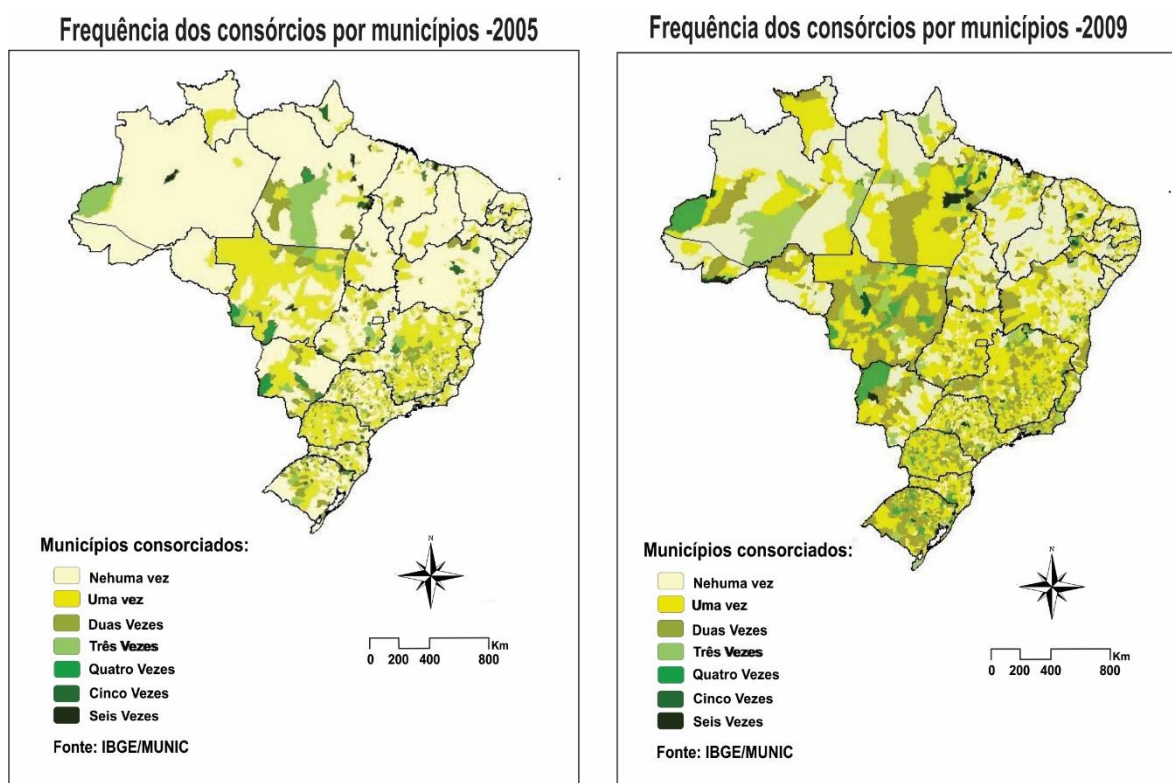 Frequência dos consórcios por municípios -2005
N
Municípios consorciados:
Nehuma vez
Uma vez
Duas Vezes
Três Vezes
Quatro Vezes
Cinco Vezes
Seis Vezes
Km
0 200 400 800
Fonte: IBGE/MUNIC
Frequência dos consórcios por municípios -2009
N
Municípios consorciados:
Nehuma vez
Uma vez
Duas Vezes
Três Vezes
Quatro Vezes
Cinco Vezes
Seis Vezes
Km
0 200 400 800
Fonte: IBGE/MUNIC